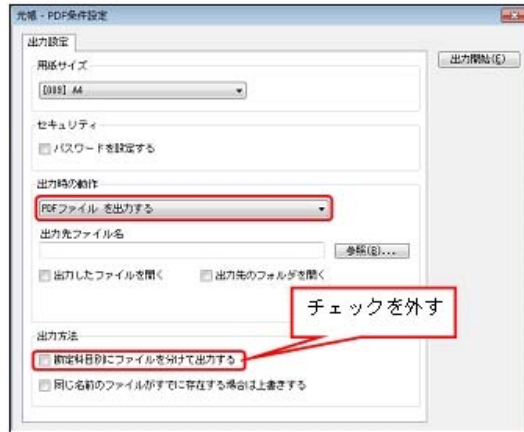 元帳 - PDF条件設定
出力設定
出力開始(E)
用紙サイズ
[009] A4
セキュリティ
パスワードを設定する
出力時の動作
PDFファイル を出力する
出力先ファイル名
参照(B)...
出力したファイルを開く
出力先のフォルダを開く
チェックを外す
出力方法
勘定科目別にファイルを分けて出力する
同じ名前のファイルがすでに存在する場合は上書きする